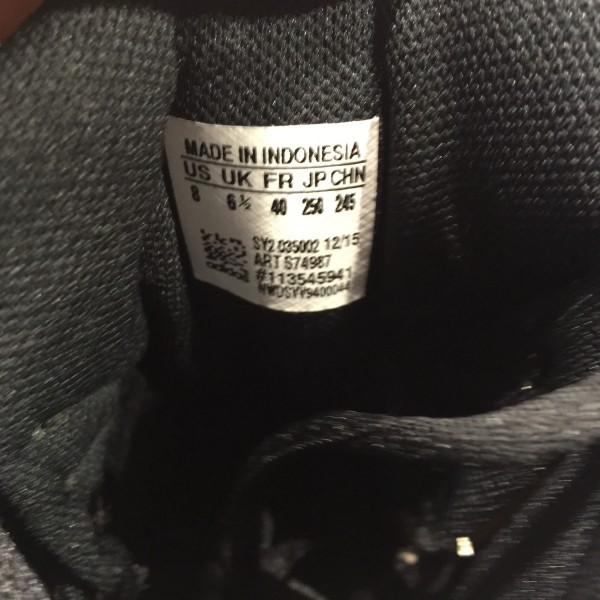 MADE IN INDONESIA
US UK FR JP CHN
8 6½ 40 250 245
SY2 035002 12/15
ART S74987
#113545941